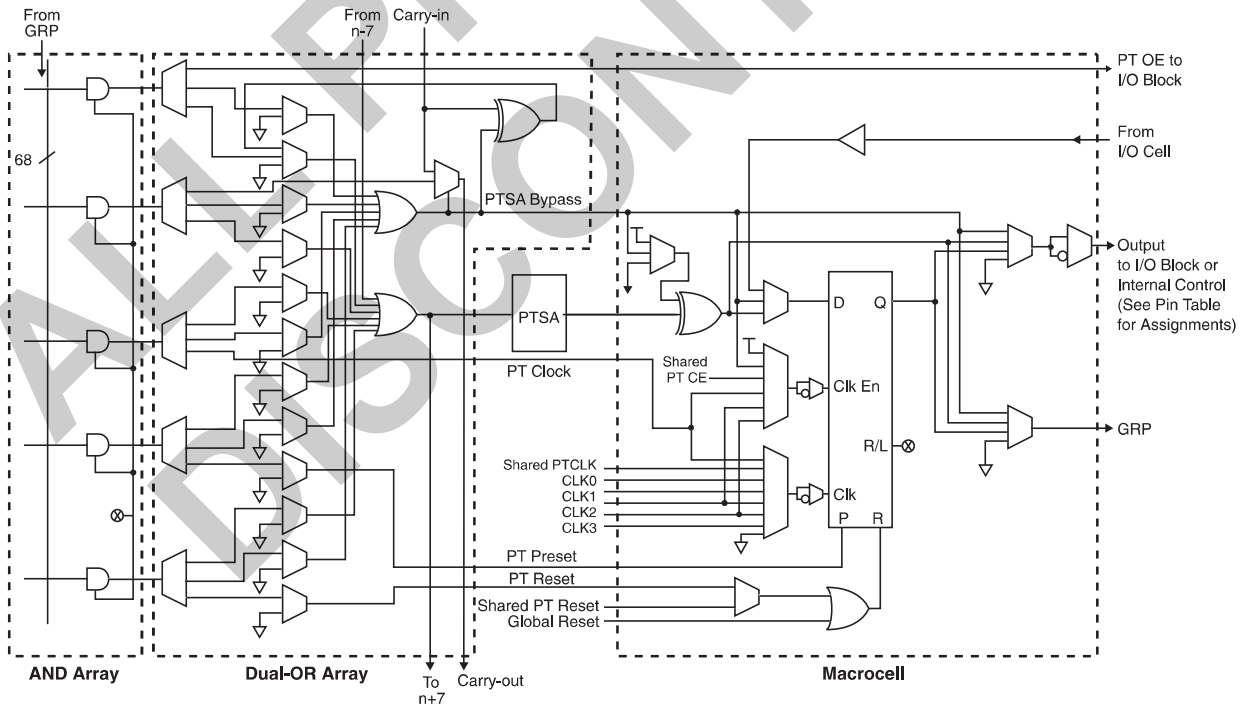 ALL P
DISCONT
From
GRP
From
n-7
Carry-in
PT OE to
I/O Block
From
I/O Cell
68
PTSA Bypass
PTSA
Output
to I/O Block or
Internal Control
(See Pin Table
for Assignments)
D
Q
Shared
PT CE
PT Clock
Clk En
GRP
R/L
Shared PTCLK
CLK0
CLK1
CLK2
CLK3
Clk
P
R
PT Preset
PT Reset
Shared PT Reset
Global Reset
AND Array
Dual-OR Array
Macrocell
To
n+7
Carry-out